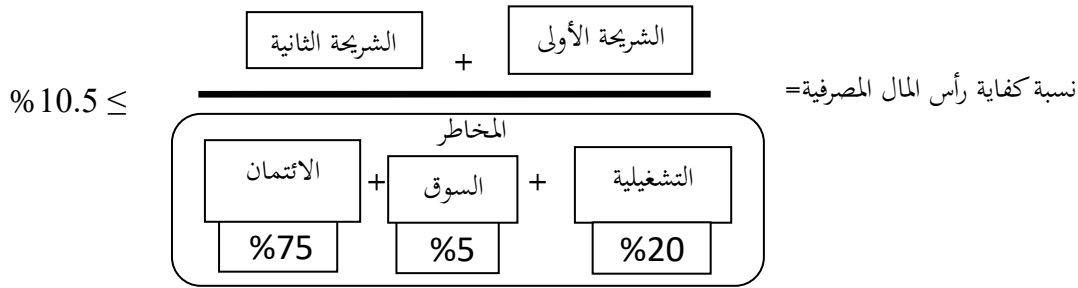 نسبة كفاية رأس المال المصرفية=
الشريحة الأولى + الشريحة الثانية
%10.5 ≤
المخاطر
التشغيلية + السوق + الائتمان
%20 %5 %75